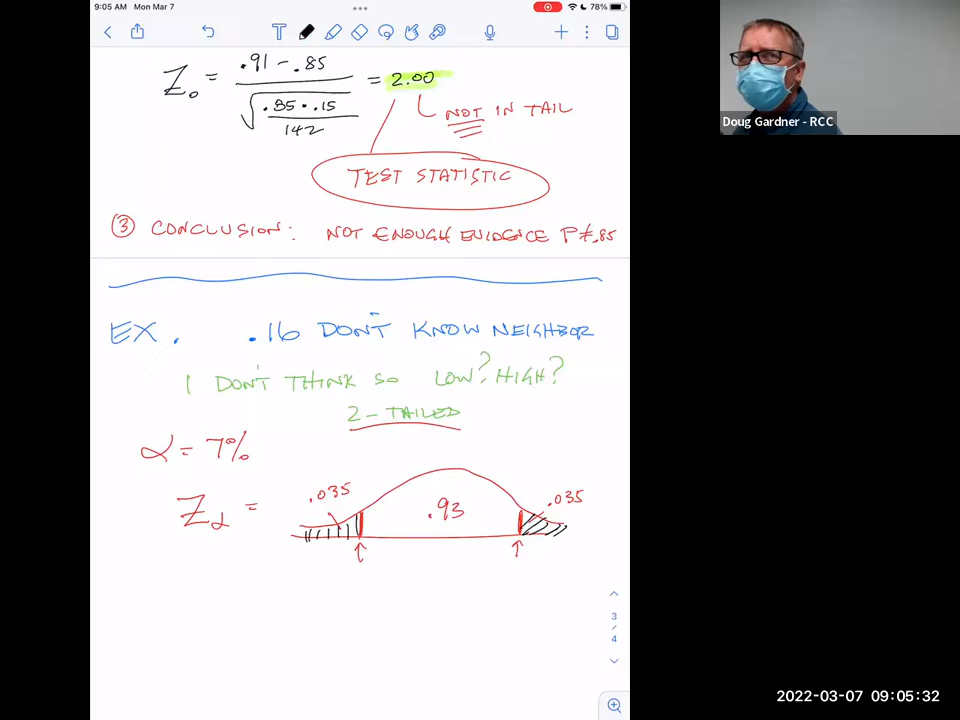 9:05 AM Mon Mar 7
78%
Z₀ = .91 - .85 / √(.85 · .15 / 142) = 2.00
NOT IN TAIL
TEST STATISTIC
③ CONCLUSION: NOT ENOUGH EVIDENCE P ≠ .85
EX. .16 DON'T KNOW NEIGHBOR
I DON'T THINK SO LOW? HIGH?
2-TAILED
α = 7%
Zα =
.035 .93 .035
3 / 4
Doug Gardner - RCC
2022-03-07 09:05:32